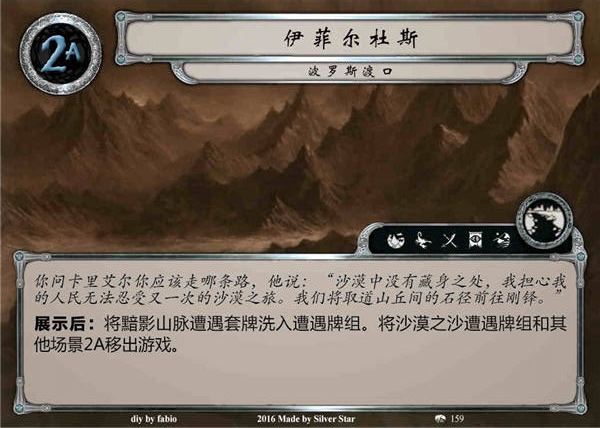 2A
伊菲尔杜斯
波罗斯渡口
你问卡里艾尔你应该走哪条路，他说：“沙漠中没有藏身之处，我担心我
的人民无法忍受又一次的沙漠之旅。我们将取道山丘间的石径前往刚铎。”
展示后：将黯影山脉遭遇套牌洗入遭遇牌组。将沙漠之沙遭遇牌组和其
他场景2A移出游戏。
diy by fabio
2016 Made by Silver Star
159